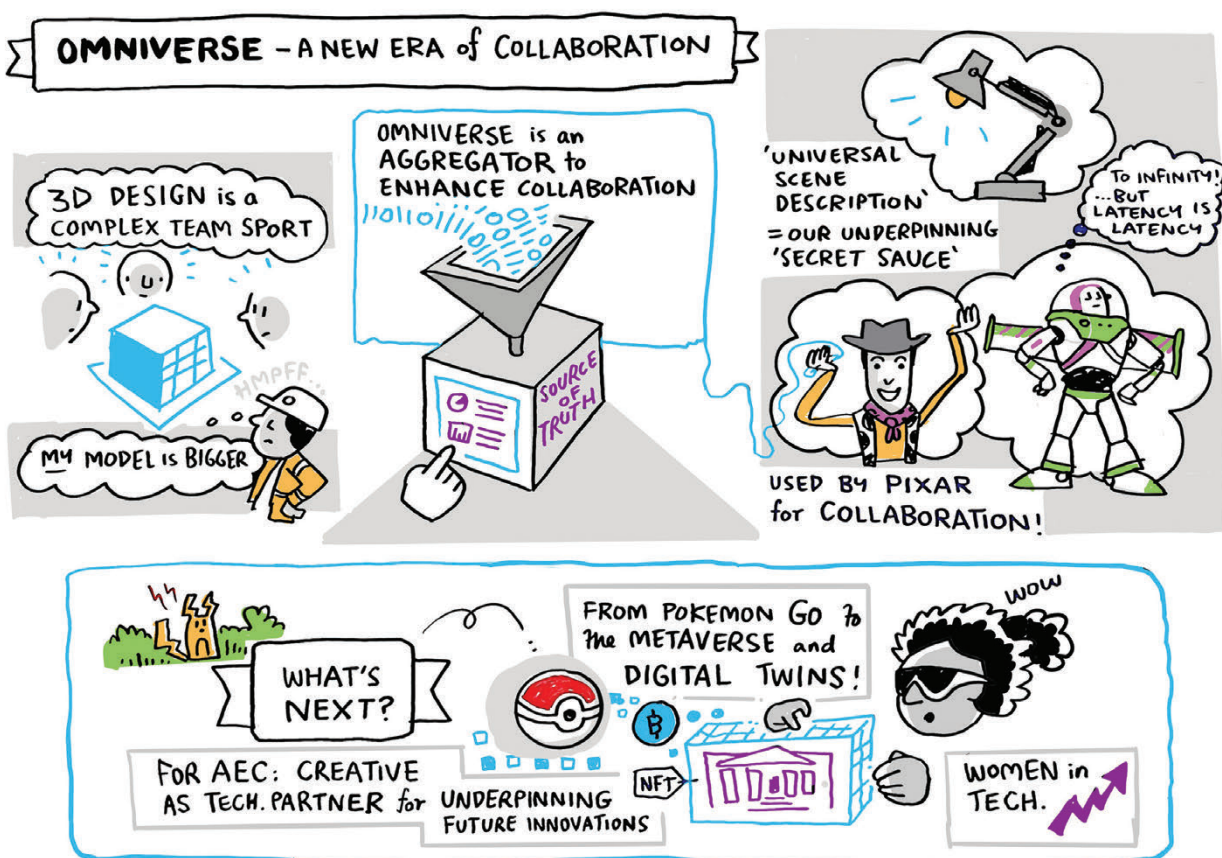 OMNIVERSE – A NEW ERA of COLLABORATION
3D DESIGN is a
COMPLEX TEAM SPORT
HMPFF...
MY MODEL is BIGGER
OMNIVERSE is an
AGGREGATOR to
ENHANCE COLLABORATION
SOURCE
OF
TRUTH
'UNIVERSAL
SCENE
DESCRIPTION'
= OUR UNDERPINNING
'SECRET SAUCE'
TO INFINITY!
...BUT
LATENCY IS
LATENCY
USED BY PIXAR
for COLLABORATION!
WHAT'S
NEXT?
FROM POKEMON GO to
the METAVERSE and
DIGITAL TWINS!
WOW
FOR AEC: CREATIVE
AS TECH. PARTNER for
UNDERPINNING
FUTURE INNOVATIONS
NFT
WOMEN in
TECH.